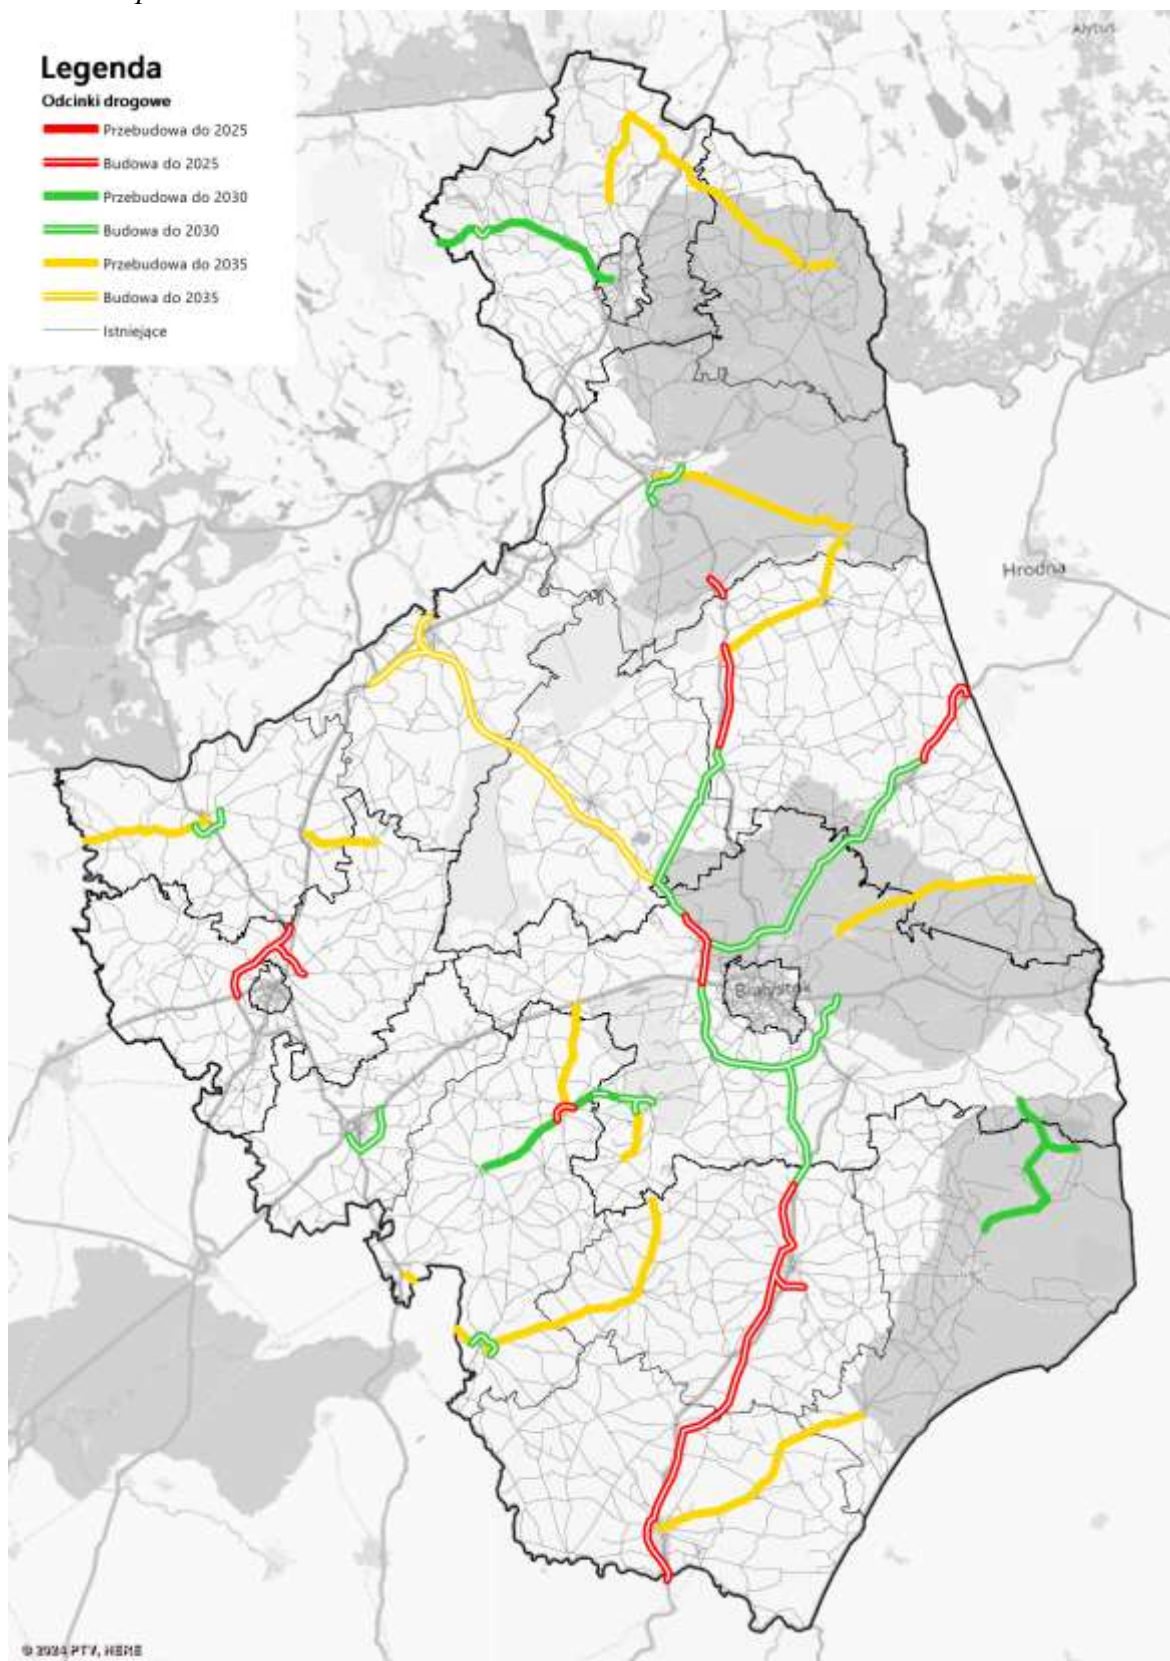 Legenda
Odcinki drogowe
Przebudowa do 2025
Budowa do 2025
Przebudowa do 2030
Budowa do 2030
Przebudowa do 2035
Budowa do 2035
Istniejące
Alytus
Hrodna
Białystok
© 2024 PTV, HERE